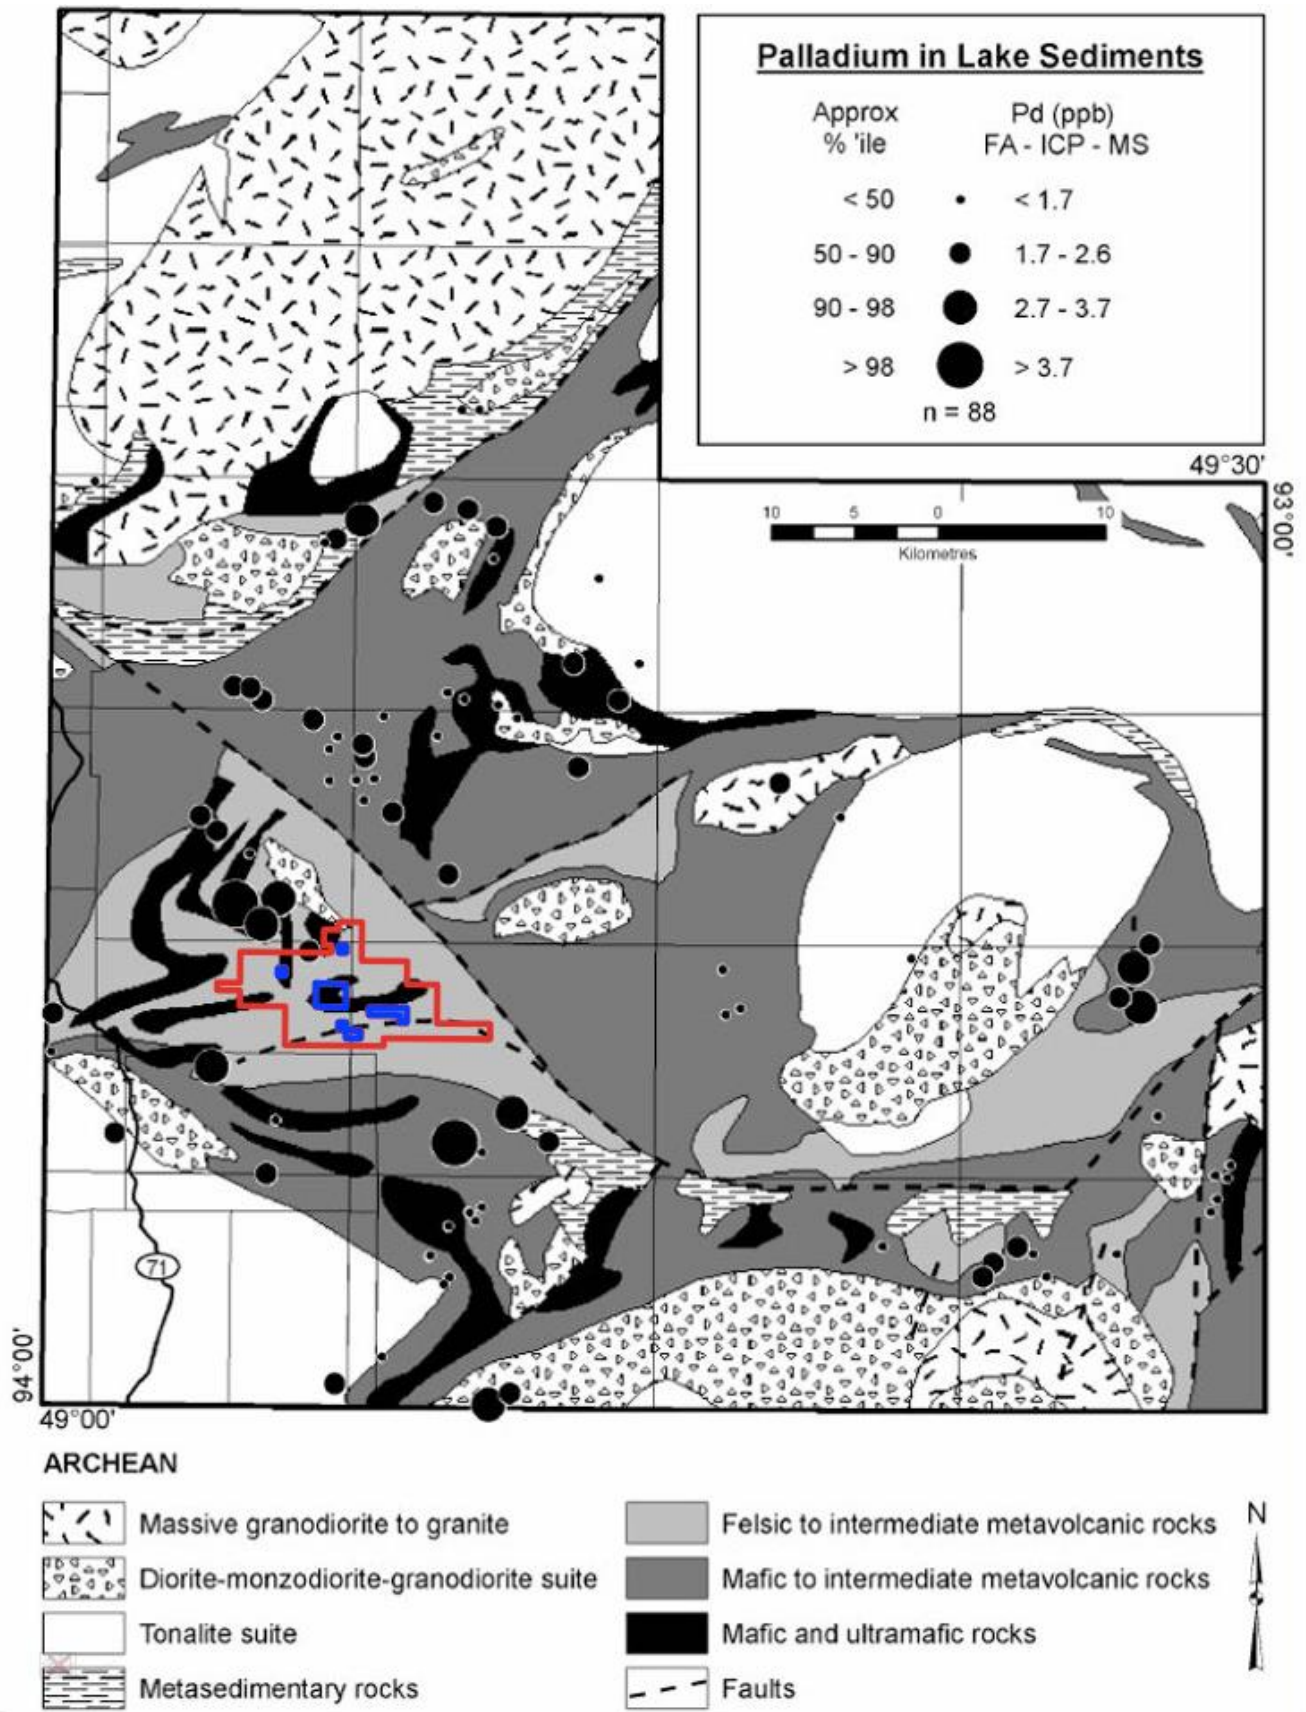 Palladium in Lake Sediments
Approx Pd (ppb)
% 'ile FA - ICP - MS
< 50 < 1.7
50 - 90 1.7 - 2.6
90 - 98 2.7 - 3.7
> 98 > 3.7
n = 88
49°30'
93°00'
10 5 0 10
Kilometres
71
94°00'
49°00'
ARCHEAN
Massive granodiorite to granite
Diorite-monzodiorite-granodiorite suite
Tonalite suite
Metasedimentary rocks
Felsic to intermediate metavolcanic rocks
Mafic to intermediate metavolcanic rocks
Mafic and ultramafic rocks
Faults
N